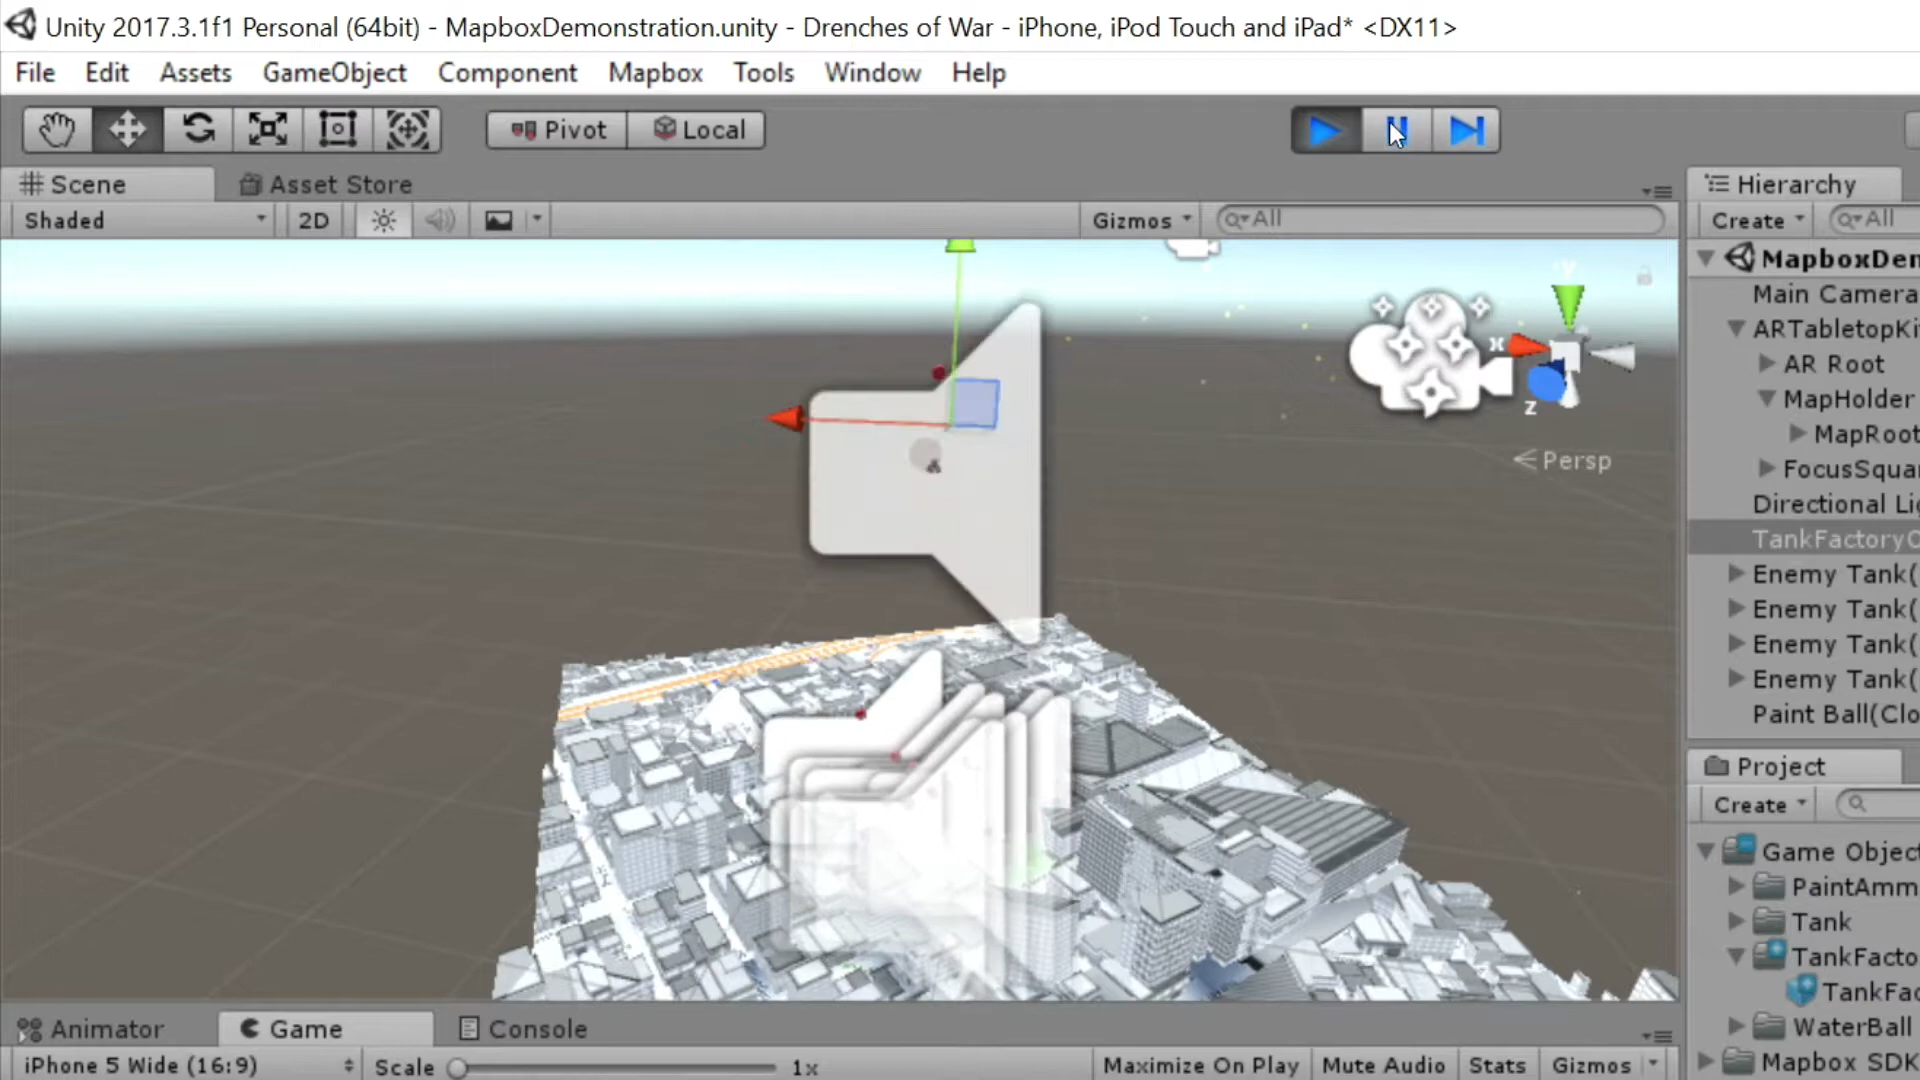 Unity 2017.3.1f1 Personal (64bit) - MapboxDemonstration.unity - Drenches of War - iPhone, iPod Touch and iPad* <DX11>
File Edit Assets GameObject Component Mapbox Tools Window Help
Pivot Local
Scene Asset Store
Shaded 2D Gizmos All
y
x
z
Persp
Hierarchy
Create All
MapboxDem
Main Camera
ARTabletopKi
AR Root
MapHolder
MapRoot
FocusSquar
Directional Lig
TankFactoryC
Enemy Tank(
Enemy Tank(
Enemy Tank(
Enemy Tank(
Paint Ball(Clo
Project
Create
Game Object
PaintAmm
Tank
TankFacto
TankFac
WaterBall
Mapbox SDK
Animator Game Console
iPhone 5 Wide (16:9) Scale 1x Maximize On Play Mute Audio Stats Gizmos